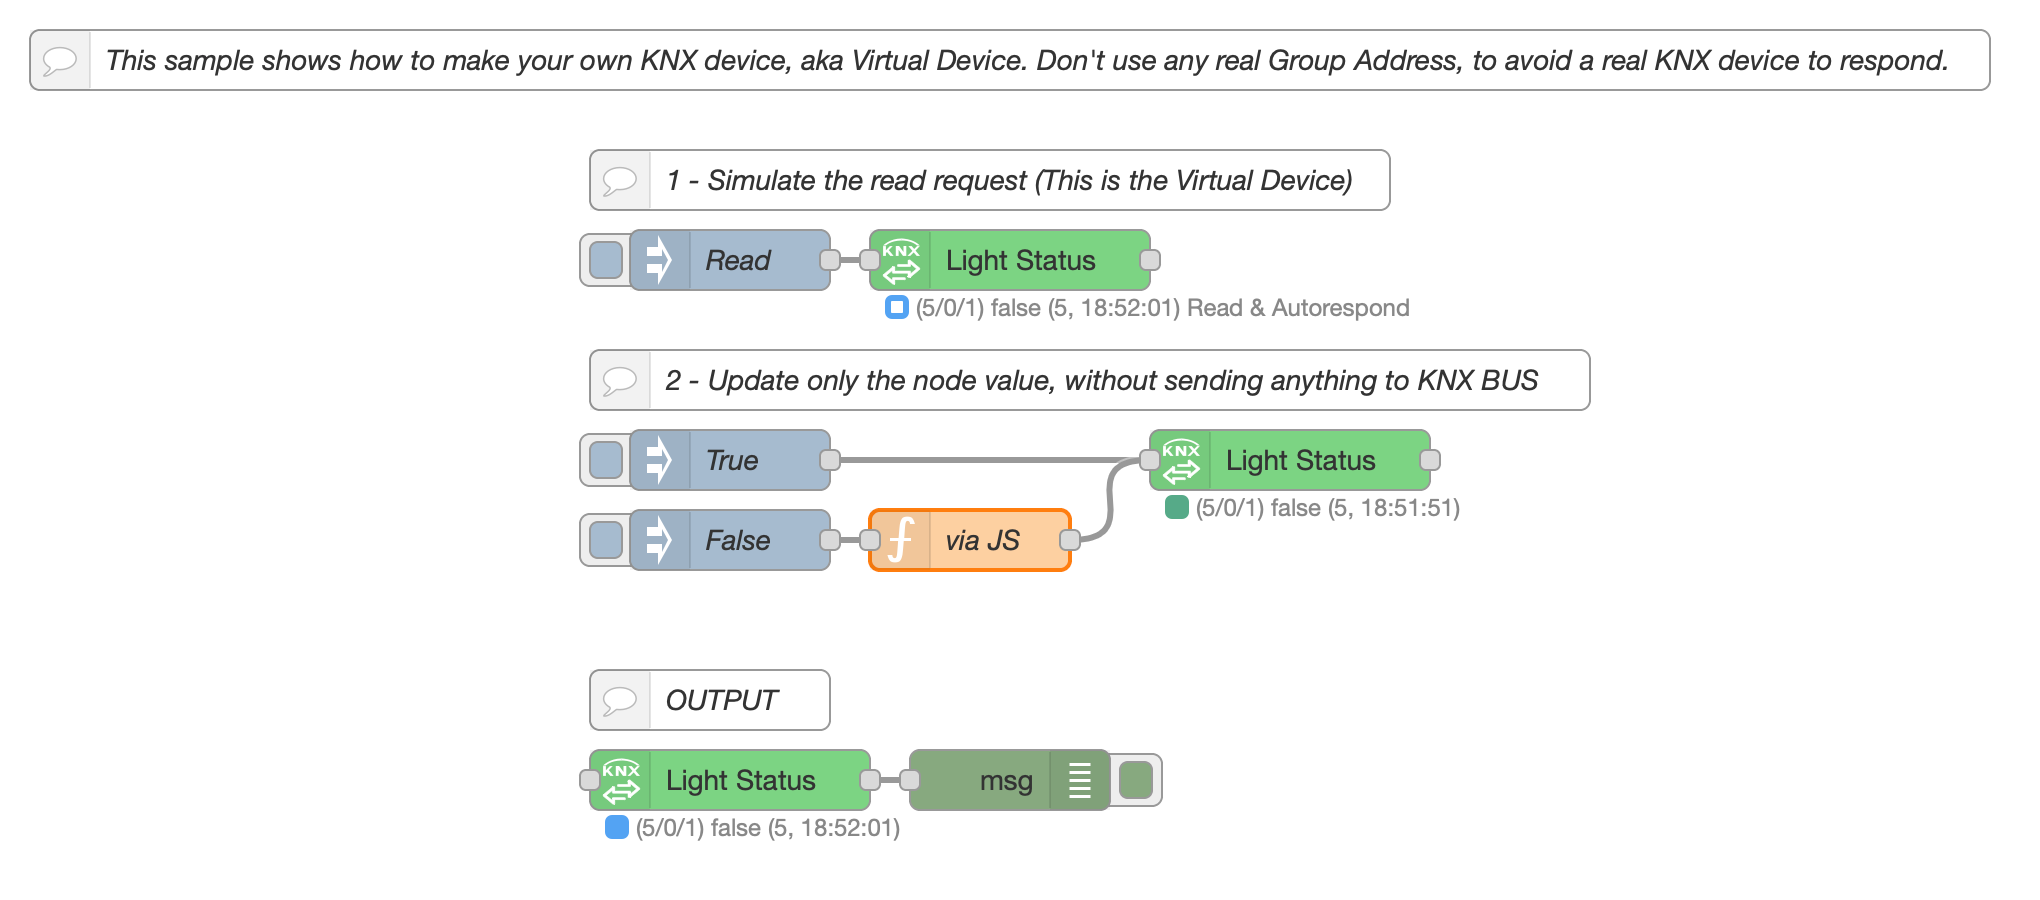 This sample shows how to make your own KNX device, aka Virtual Device. Don't use any real Group Address, to avoid a real KNX device to respond.
1 - Simulate the read request (This is the Virtual Device)
Read
KNX
Light Status
(5/0/1) false (5, 18:52:01) Read & Autorespond
2 - Update only the node value, without sending anything to KNX BUS
True
KNX
Light Status
(5/0/1) false (5, 18:51:51)
False
via JS
OUTPUT
KNX
Light Status
msg
(5/0/1) false (5, 18:52:01)